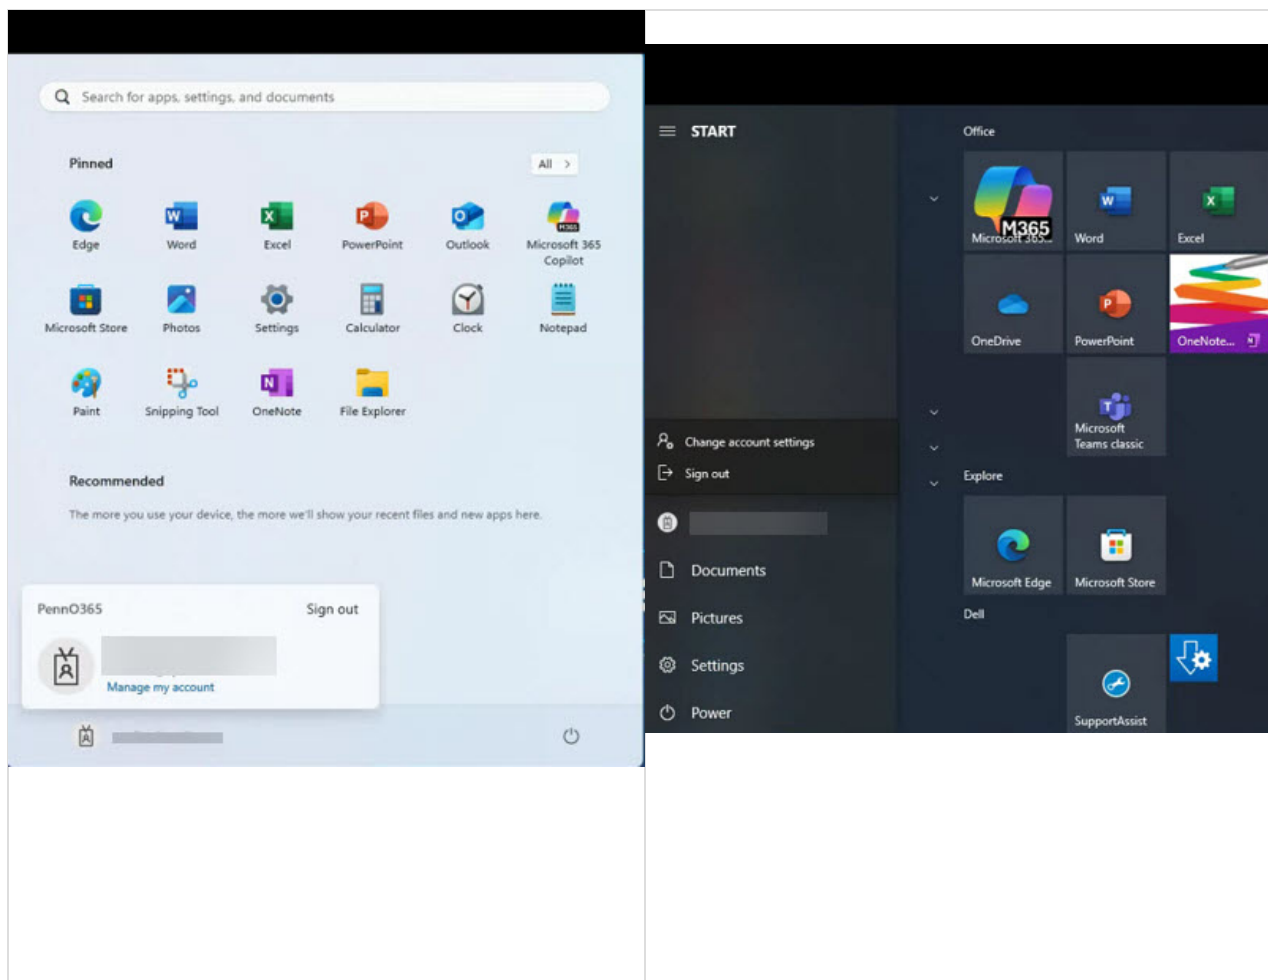 Search for apps, settings, and documents
Pinned
All >
Edge
Word
Excel
PowerPoint
Outlook
Microsoft 365
Copilot
M365
Microsoft Store
Photos
Settings
Calculator
Clock
Notepad
Paint
Snipping Tool
OneNote
File Explorer
Recommended
The more you use your device, the more we'll show your recent files and new apps here.
PennO365
Sign out
Manage my account
START
Office
M365
Microsoft 365...
Word
Excel
OneDrive
PowerPoint
OneNote...
Microsoft
Teams classic
Change account settings
Sign out
Explore
Documents
Microsoft Edge
Microsoft Store
Pictures
Dell
Settings
Power
SupportAssist